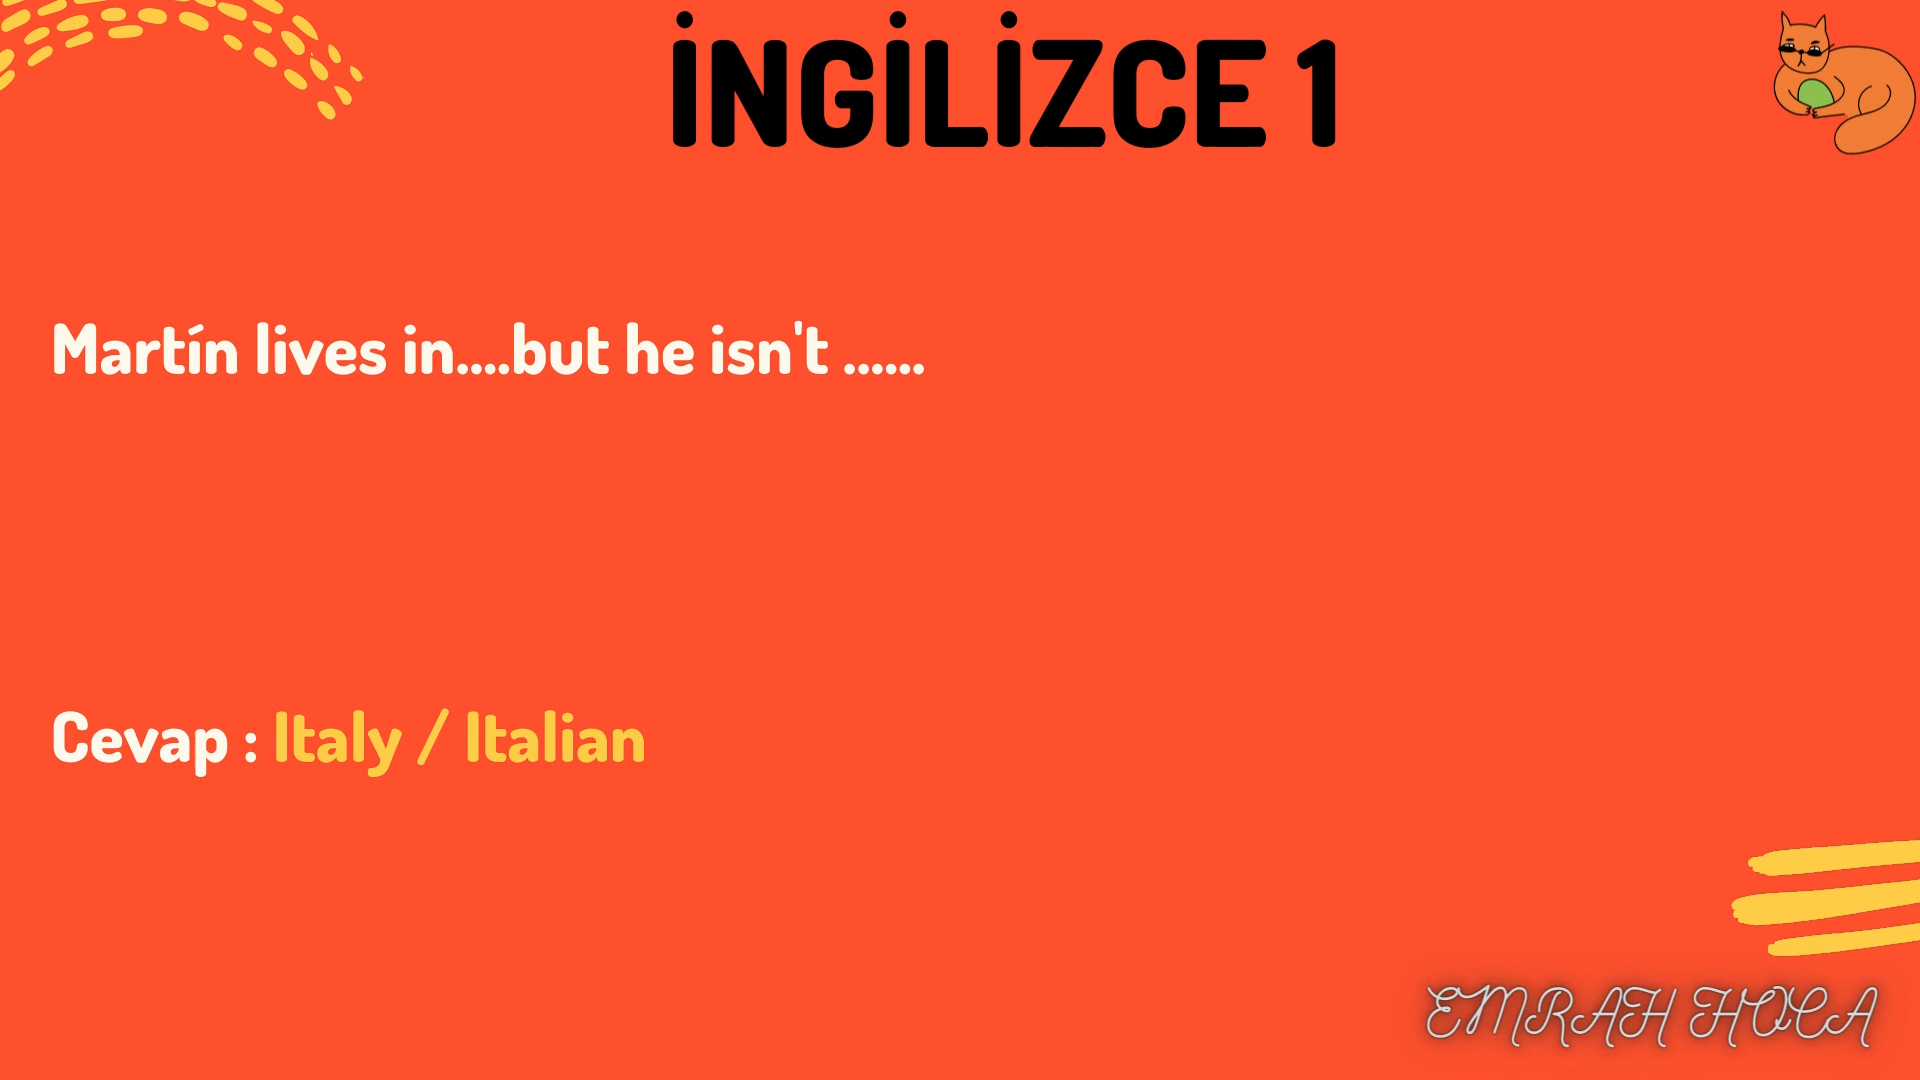 İNGİLİZCE 1
Martín lives in....but he isn't ......
Cevap : Italy / Italian
EMRAH HOCA